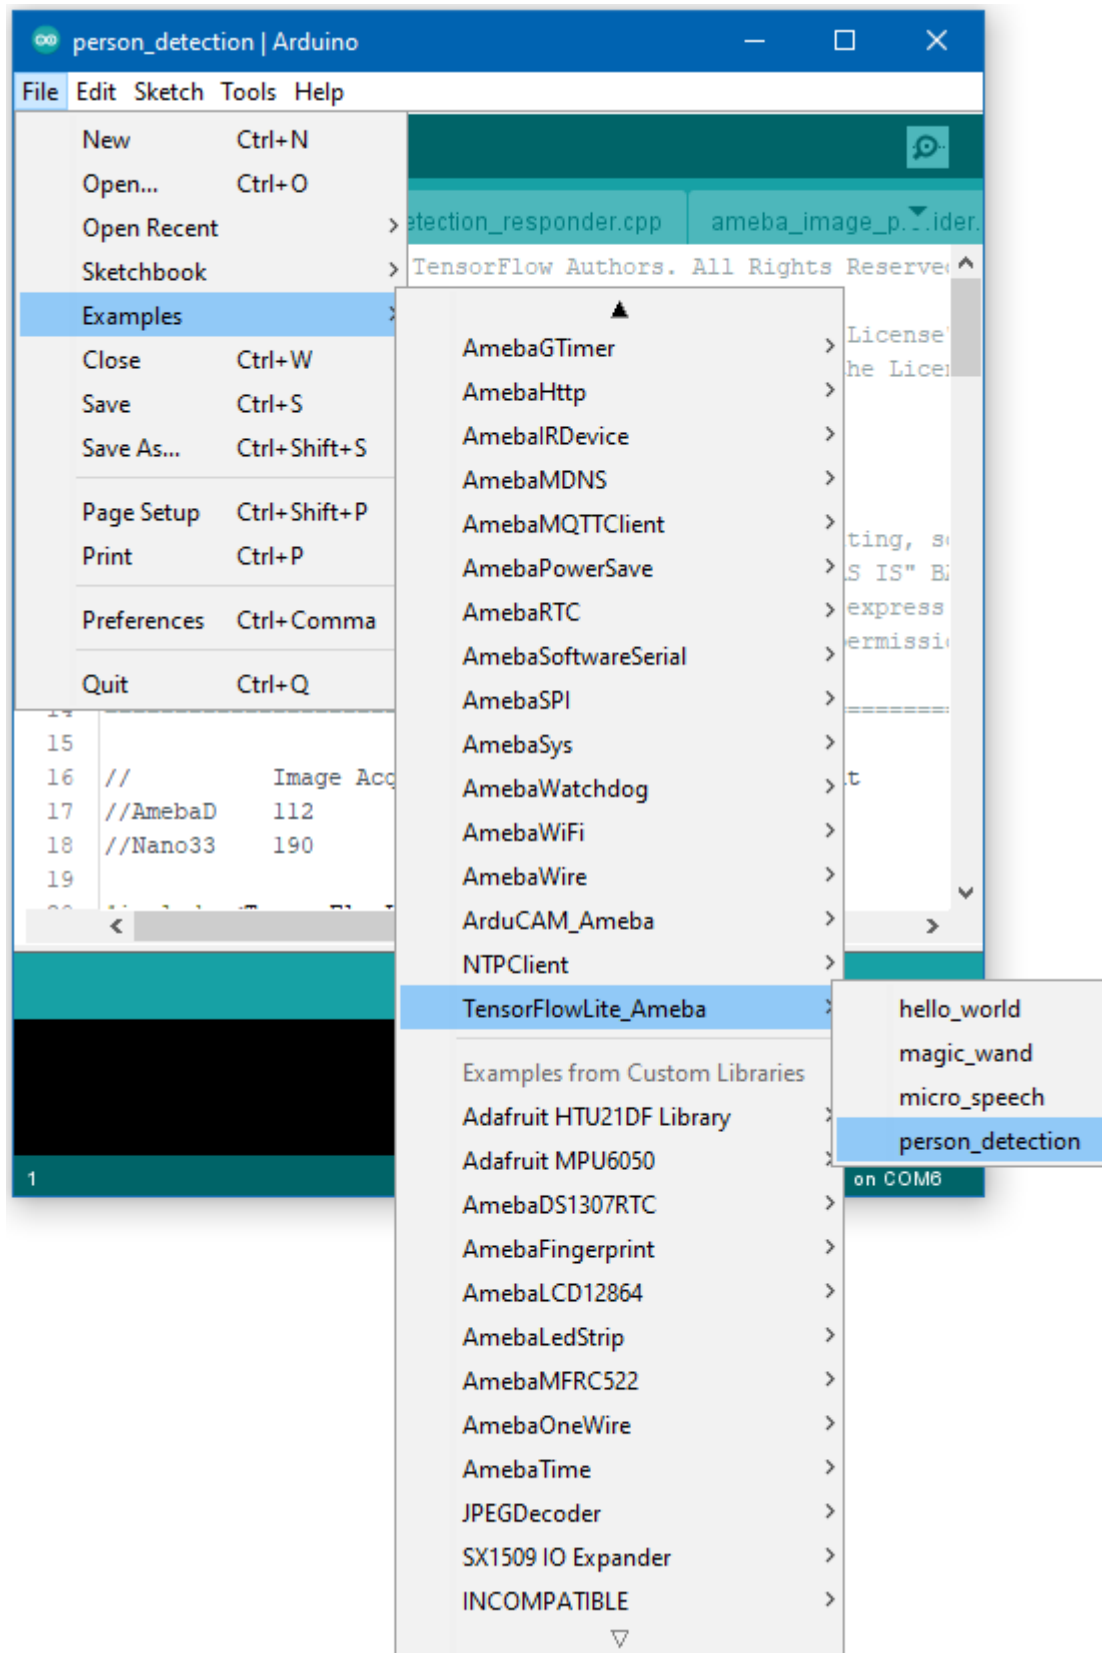 person_detection | Arduino
File Edit Sketch Tools Help
New Ctrl+N
Open... Ctrl+O
Open Recent
Sketchbook
Examples
Close Ctrl+W
Save Ctrl+S
Save As... Ctrl+Shift+S
Page Setup Ctrl+Shift+P
Print Ctrl+P
Preferences Ctrl+Comma
Quit Ctrl+Q
etection_responder.cpp ameba_image_p...ider.
TensorFlow Authors. All Rights Reserve
License
he Lice
ting, s
S IS" B
express
ermissi
=========
15
16 // Image Acq t
17 //AmebaD 112
18 //Nano33 190
19
AmebaGTimer
AmebaHttp
AmebaIRDevice
AmebaMDNS
AmebaMQTTClient
AmebaPowerSave
AmebaRTC
AmebaSoftwareSerial
AmebaSPI
AmebaSys
AmebaWatchdog
AmebaWiFi
AmebaWire
ArduCAM_Ameba
NTPClient
TensorFlowLite_Ameba
Examples from Custom Libraries
Adafruit HTU21DF Library
Adafruit MPU6050
AmebaDS1307RTC
AmebaFingerprint
AmebaLCD12864
AmebaLedStrip
AmebaMFRC522
AmebaOneWire
AmebaTime
JPEGDecoder
SX1509 IO Expander
INCOMPATIBLE
hello_world
magic_wand
micro_speech
person_detection
1 on COM6